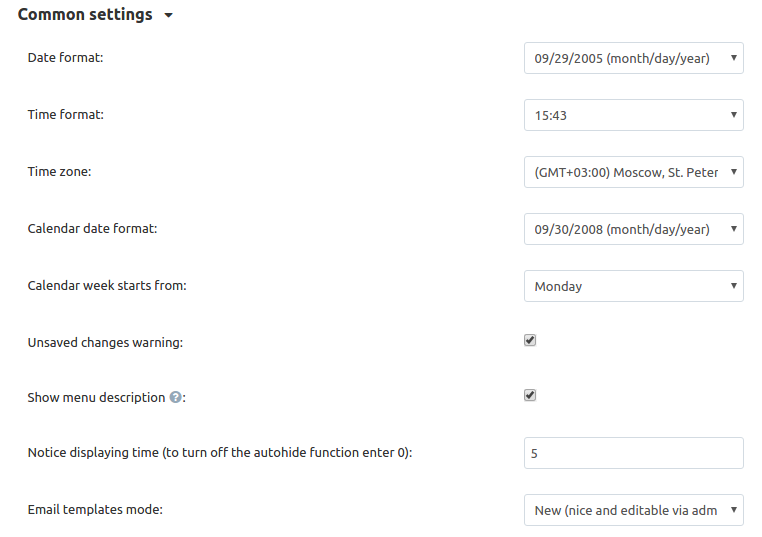 Common settings
Date format: 09/29/2005 (month/day/year)
Time format: 15:43
Time zone: (GMT+03:00) Moscow, St. Peter
Calendar date format: 09/30/2008 (month/day/year)
Calendar week starts from: Monday
Unsaved changes warning:
Show menu description ?:
Notice displaying time (to turn off the autohide function enter 0): 5
Email templates mode: New (nice and editable via adm